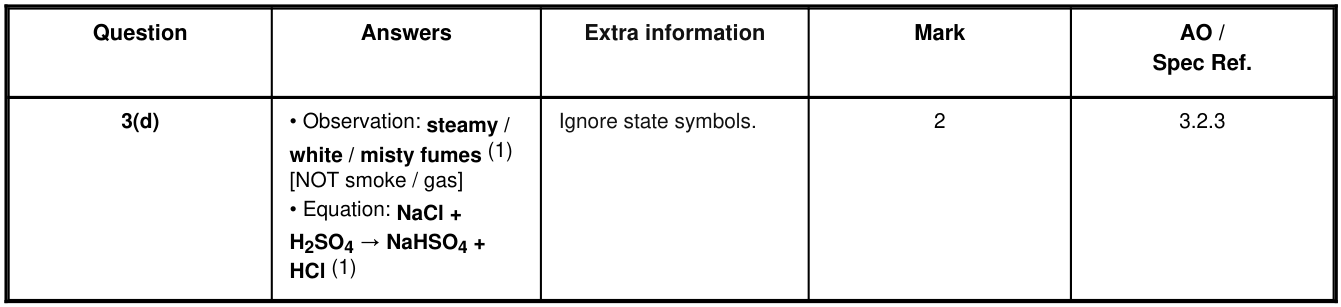 Question Answers Extra information Mark AO /
Spec Ref.
3(d) • Observation: steamy / Ignore state symbols. 2 3.2.3
white / misty fumes (1)
[NOT smoke / gas]
• Equation: NaCl +
H₂SO₄ → NaHSO₄ +
HCl (1)